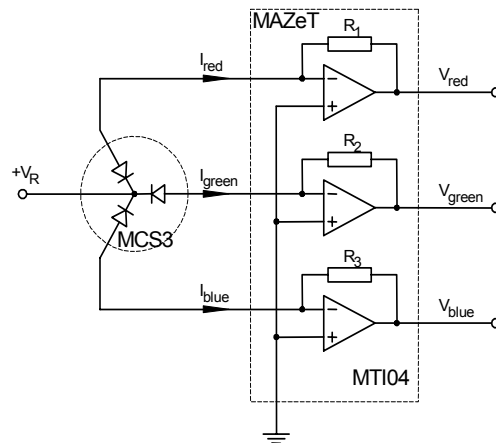 MAZeT
R1
Ired
Vred
−
+
+VR
R2
Igreen
Vgreen
−
+
MCS3
R3
Iblue
Vblue
−
+
MTI04